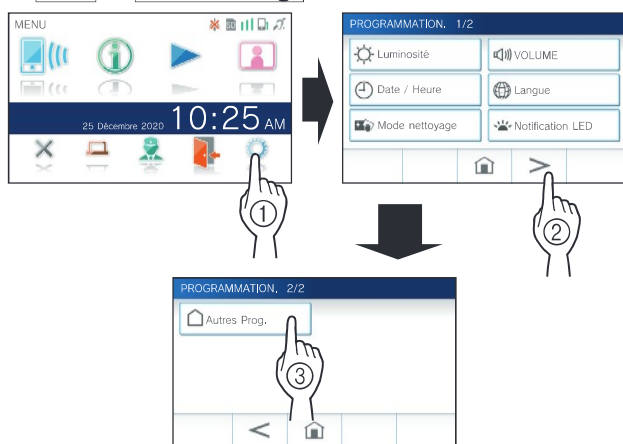 MENU
SD
25 Décembre 2020 10:25 AM
①
PROGRAMMATION. 1/2
Luminosité VOLUME
Date / Heure Langue
Mode nettoyage Notification LED
②
PROGRAMMATION. 2/2
Autres Prog.
③